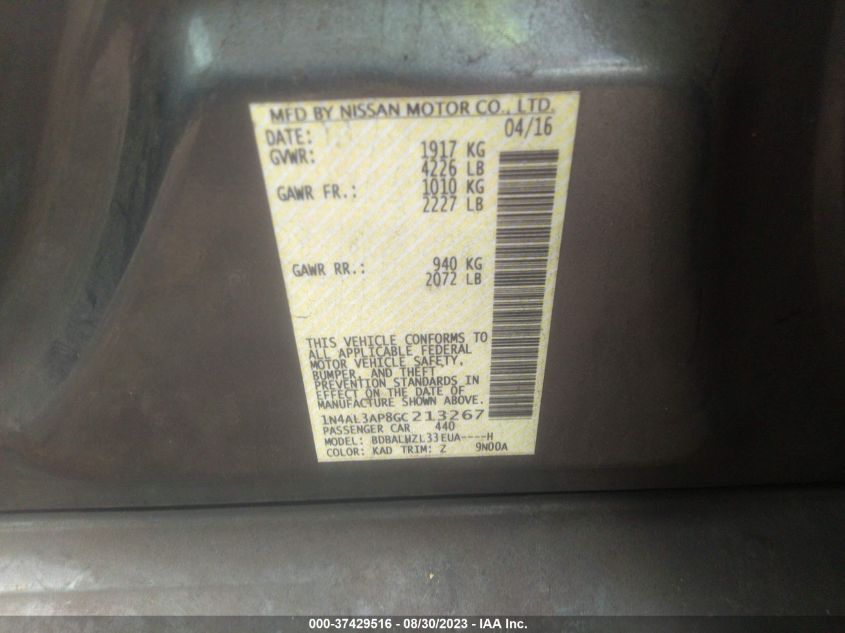 MFD BY NISSAN MOTOR CO., LTD.
DATE: 04/16
GVWR: 1917 KG
4226 LB
GAWR FR.: 1010 KG
2227 LB
GAWR RR.: 940 KG
2072 LB
THIS VEHICLE CONFORMS TO
ALL APPLICABLE FEDERAL
MOTOR VEHICLE SAFETY,
BUMPER, AND THEFT
PREVENTION STANDARDS IN
EFFECT ON THE DATE OF
MANUFACTURE SHOWN ABOVE.
1N4AL3AP8GC213267
PASSENGER CAR 440
MODEL: BDBALWZL33EUA----H
COLOR: KAD TRIM: Z 9N00A
000-37429516 - 08/30/2023 - IAA Inc.